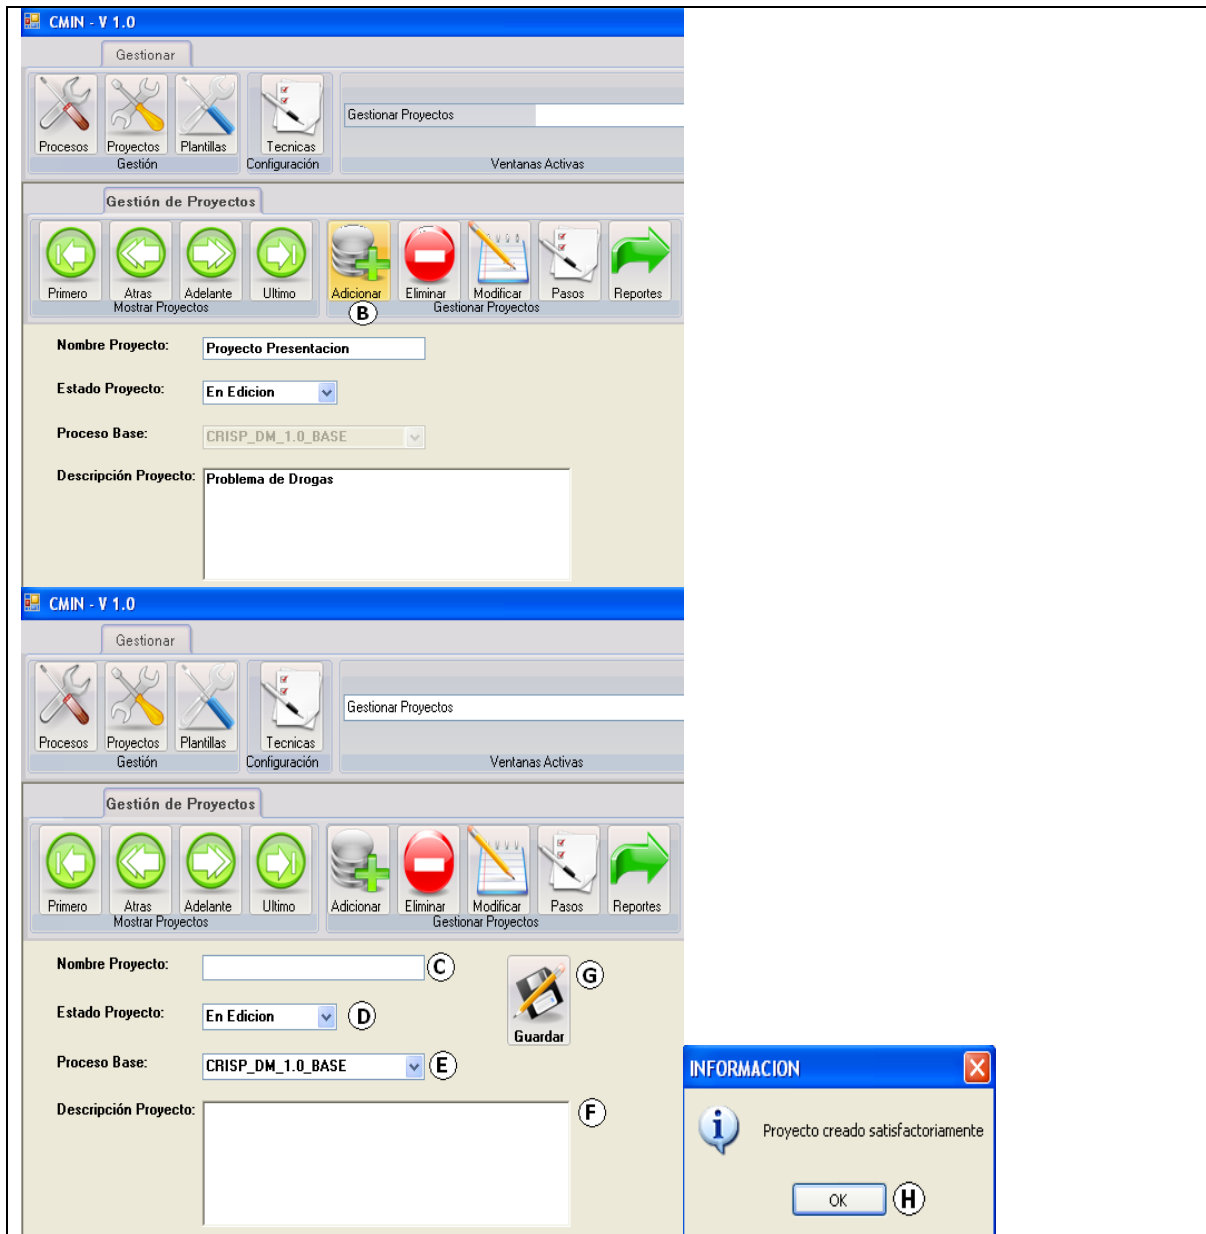 CMIN - V 1.0
Gestionar
Gestionar Proyectos
Procesos Proyectos Plantillas Tecnicas
Gestión Configuración Ventanas Activas
Gestión de Proyectos
Primero Atras Adelante Ultimo Adicionar Eliminar Modificar Pasos Reportes
Mostrar Proyectos B Gestionar Proyectos
Nombre Proyecto: Proyecto Presentacion
Estado Proyecto: En Edicion
Proceso Base: CRISP_DM_1.0_BASE
Descripción Proyecto: Problema de Drogas
CMIN - V 1.0
Gestionar
Gestionar Proyectos
Procesos Proyectos Plantillas Tecnicas
Gestión Configuración Ventanas Activas
Gestión de Proyectos
Primero Atras Adelante Ultimo Adicionar Eliminar Modificar Pasos Reportes
Mostrar Proyectos Gestionar Proyectos
Nombre Proyecto: C G
Estado Proyecto: En Edicion D
Guardar
Proceso Base: CRISP_DM_1.0_BASE E
INFORMACION
Descripción Proyecto: F
Proyecto creado satisfactoriamente
OK H